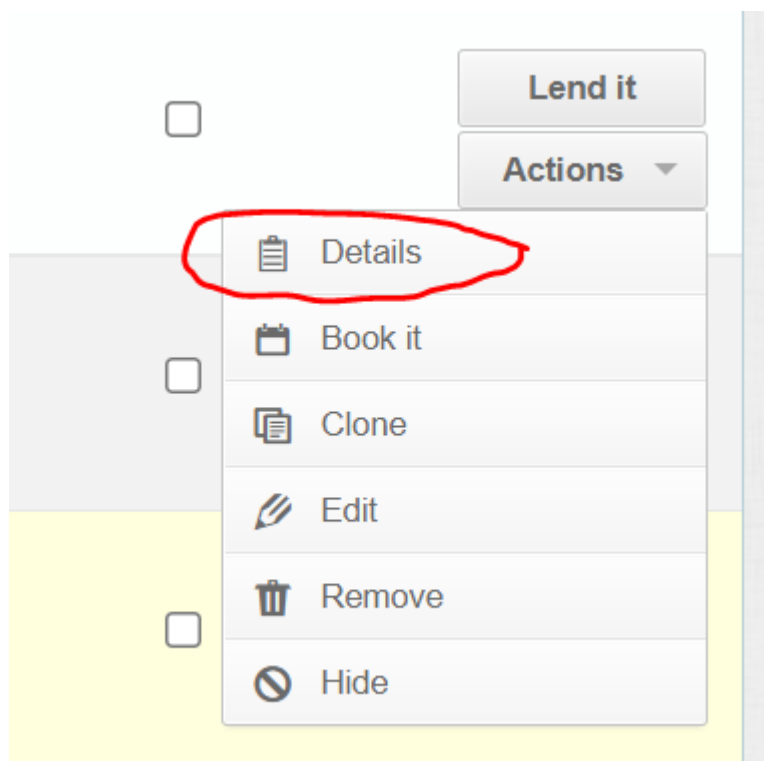 Lend it
Actions
Details
Book it
Clone
Edit
Remove
Hide